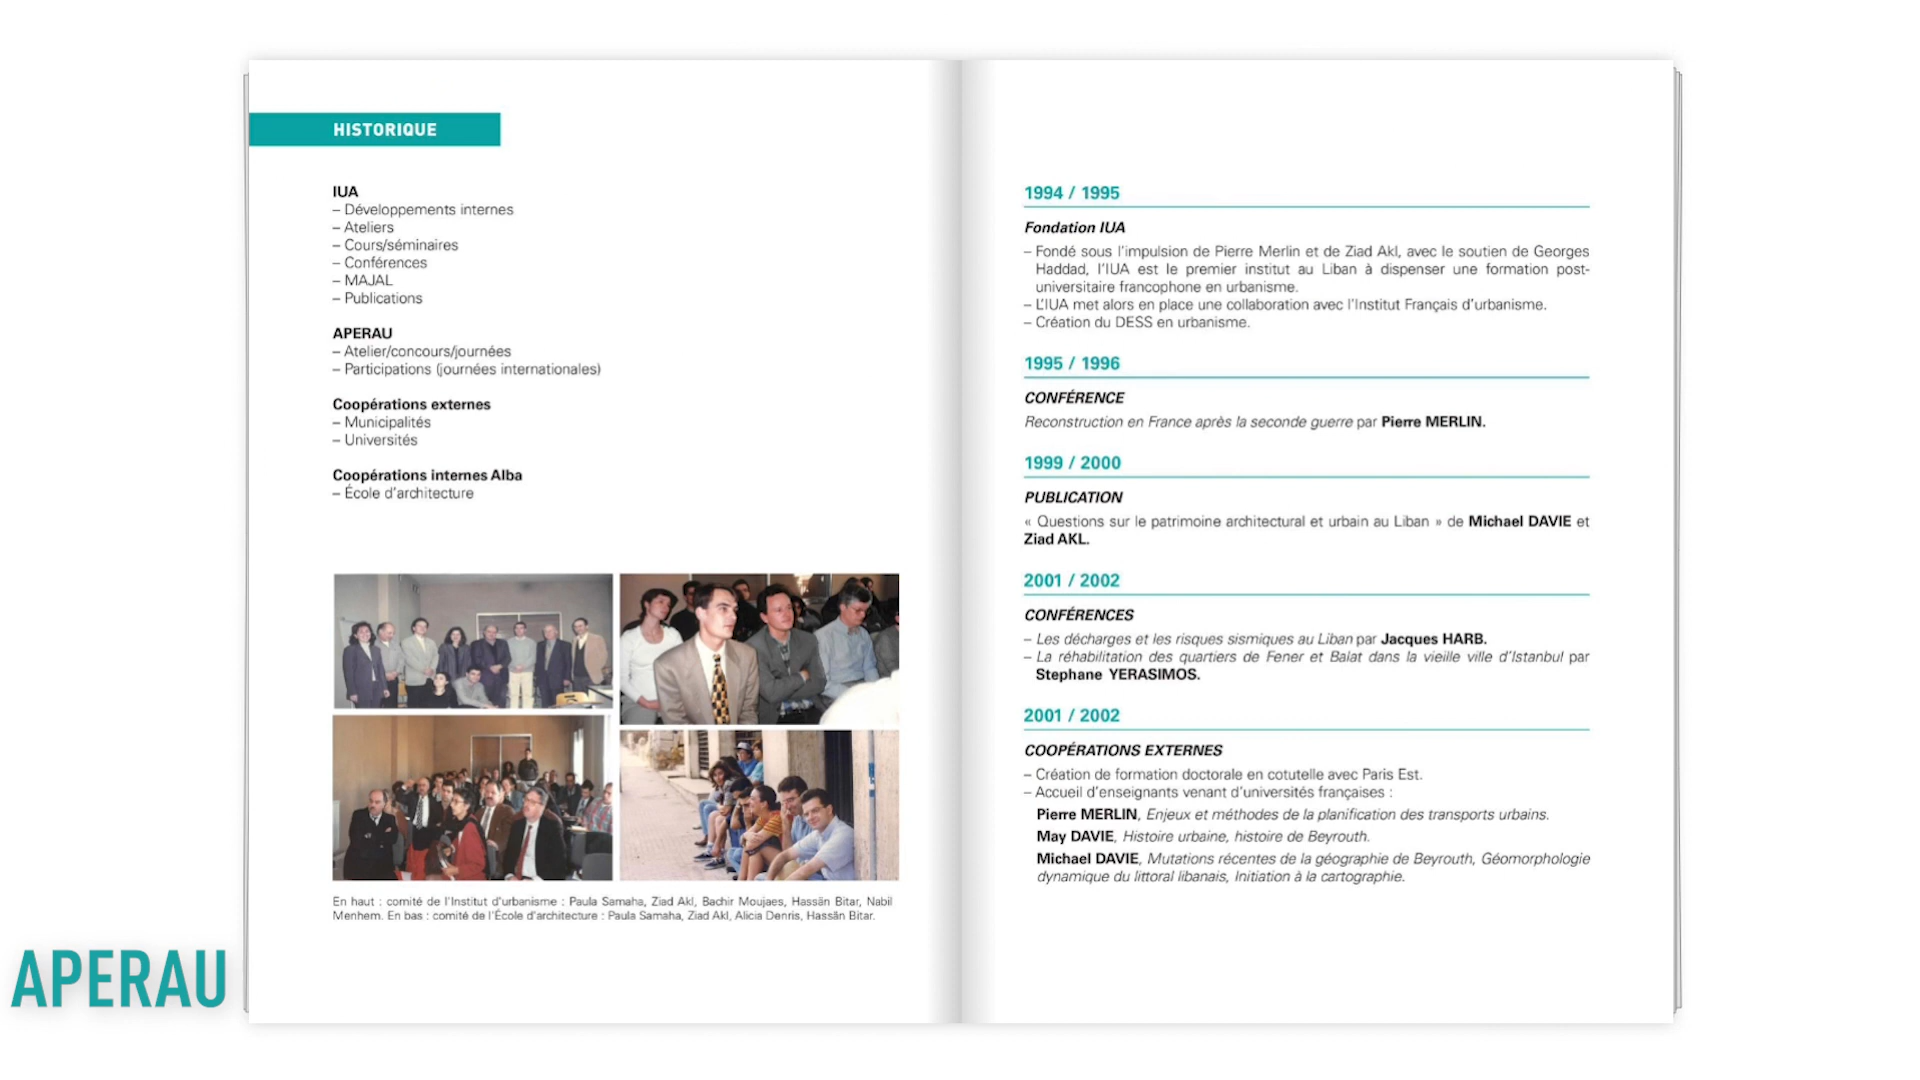 HISTORIQUE
IUA
– Développements internes
– Ateliers
– Cours/séminaires
– Conférences
– MAJAL
– Publications
APERAU
– Atelier/concours/journées
– Participations (journées internationales)
Coopérations externes
– Municipalités
– Universités
Coopérations internes Alba
– École d'architecture
En haut : comité de l'Institut d'urbanisme : Paula Samaha, Ziad Akl, Bachir Moujaes, Hassân Bitar, Nabil
Menhem. En bas : comité de l'École d'architecture : Paula Samaha, Ziad Akl, Alicia Denris, Hassân Bitar.
1994 / 1995
Fondation IUA
– Fondé sous l'impulsion de Pierre Merlin et de Ziad Akl, avec le soutien de Georges
Haddad, l'IUA est le premier institut au Liban à dispenser une formation post-
universitaire francophone en urbanisme.
– L'IUA met alors en place une collaboration avec l'Institut Français d'urbanisme.
– Création du DESS en urbanisme.
1995 / 1996
CONFÉRENCE
Reconstruction en France après la seconde guerre par Pierre MERLIN.
1999 / 2000
PUBLICATION
« Questions sur le patrimoine architectural et urbain au Liban » de Michael DAVIE et
Ziad AKL.
2001 / 2002
CONFÉRENCES
– Les décharges et les risques sismiques au Liban par Jacques HARB.
– La réhabilitation des quartiers de Fener et Balat dans la vieille ville d'Istanbul par
Stephane YERASIMOS.
2001 / 2002
COOPÉRATIONS EXTERNES
– Création de formation doctorale en cotutelle avec Paris Est.
– Accueil d'enseignants venant d'universités françaises :
Pierre MERLIN, Enjeux et méthodes de la planification des transports urbains.
May DAVIE, Histoire urbaine, histoire de Beyrouth.
Michael DAVIE, Mutations récentes de la géographie de Beyrouth, Géomorphologie
dynamique du littoral libanais, Initiation à la cartographie.
APERAU